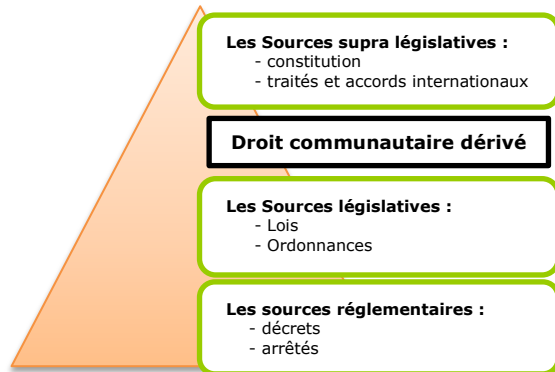 Les Sources supra législatives :
- constitution
- traités et accords internationaux
Droit communautaire dérivé
Les Sources législatives :
- Lois
- Ordonnances
Les sources réglementaires :
- décrets
- arrêtés